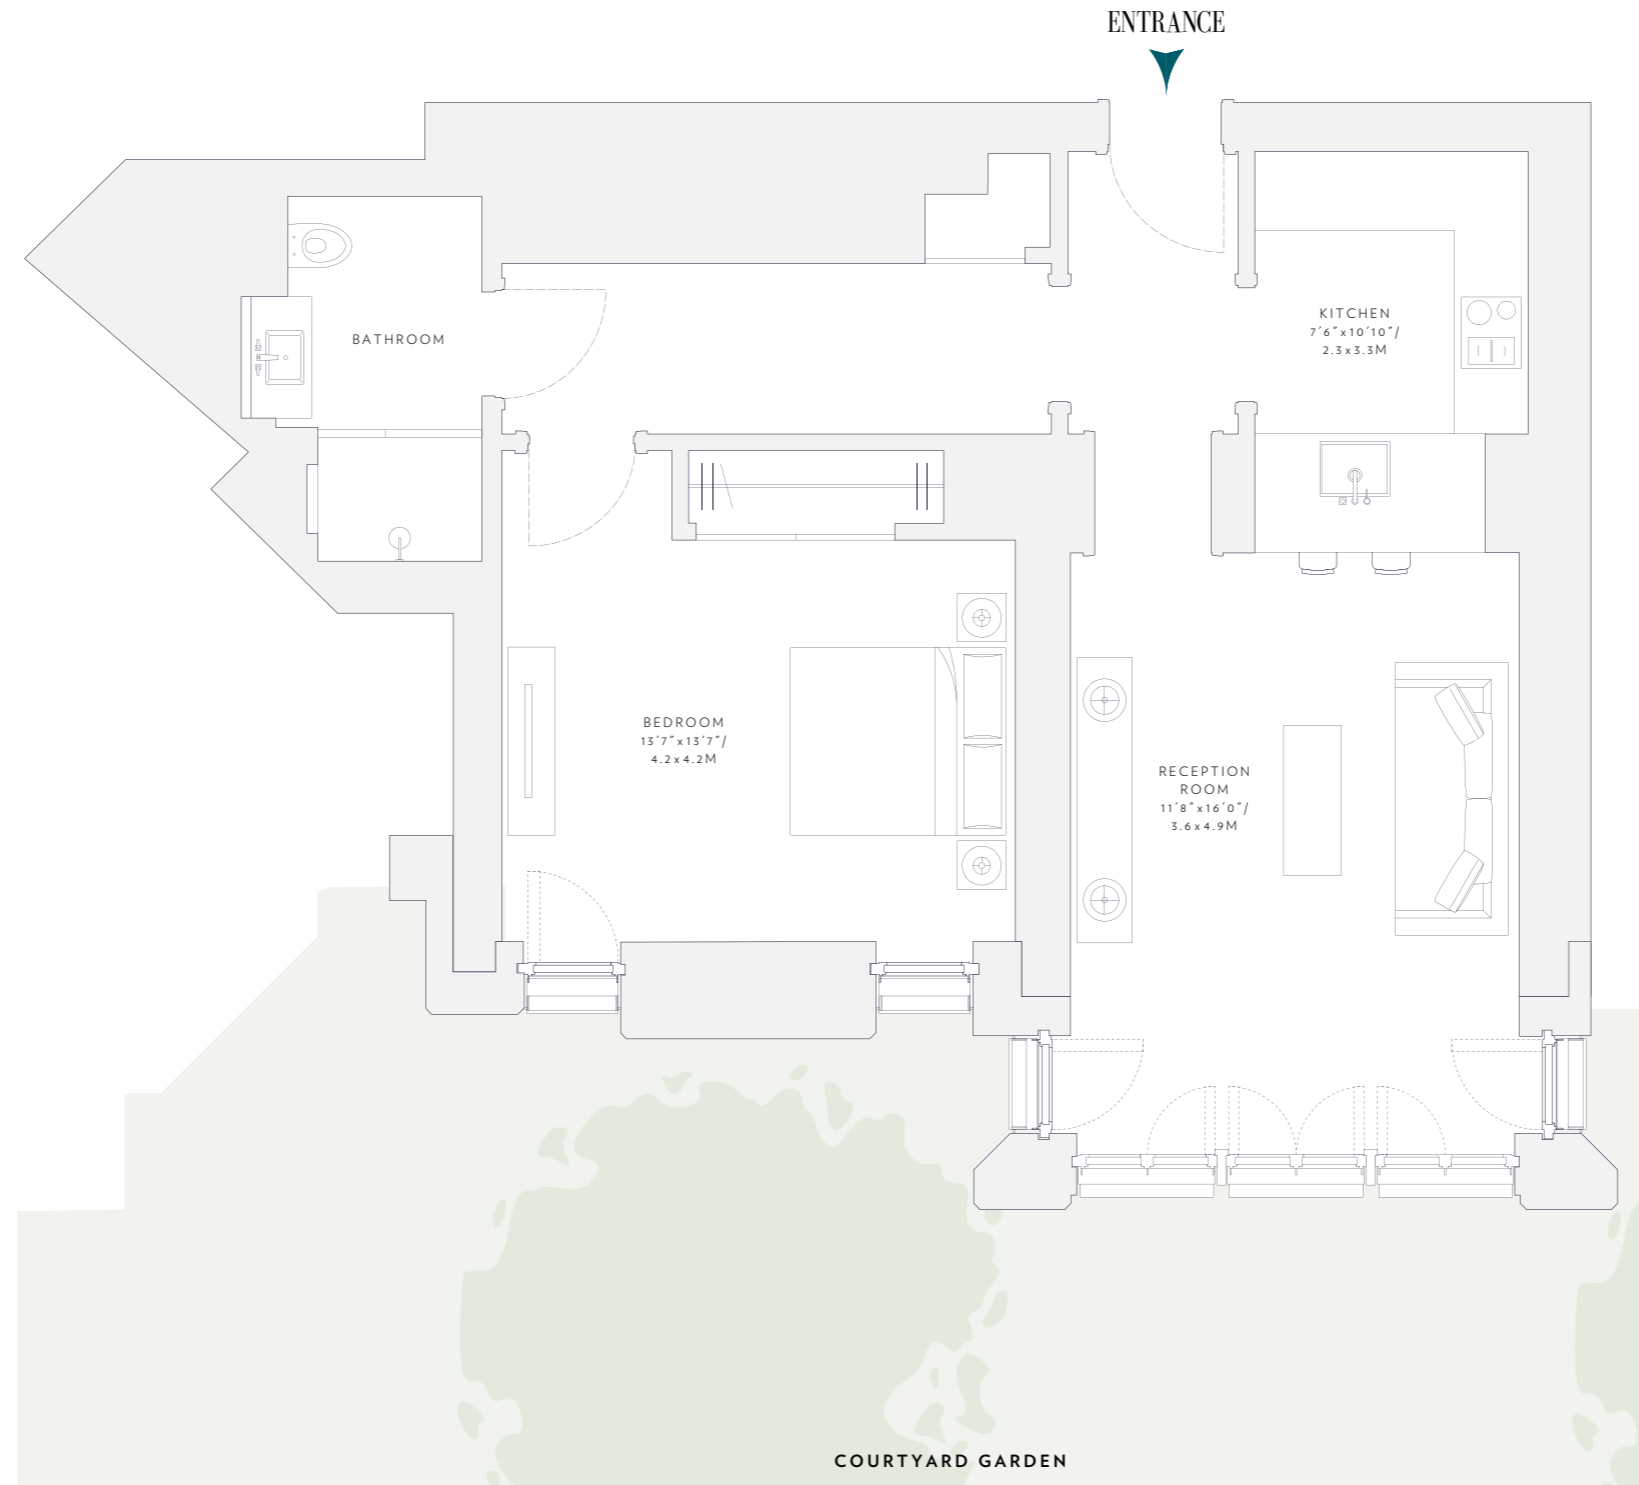 ENTRANCE
BATHROOM
KITCHEN
7´6˝x10´10˝/
2.3x3.3M
BEDROOM
13´7˝x13´7˝/
4.2x4.2M
RECEPTION
ROOM
11´8˝x16´0˝/
3.6x4.9M
COURTYARD GARDEN